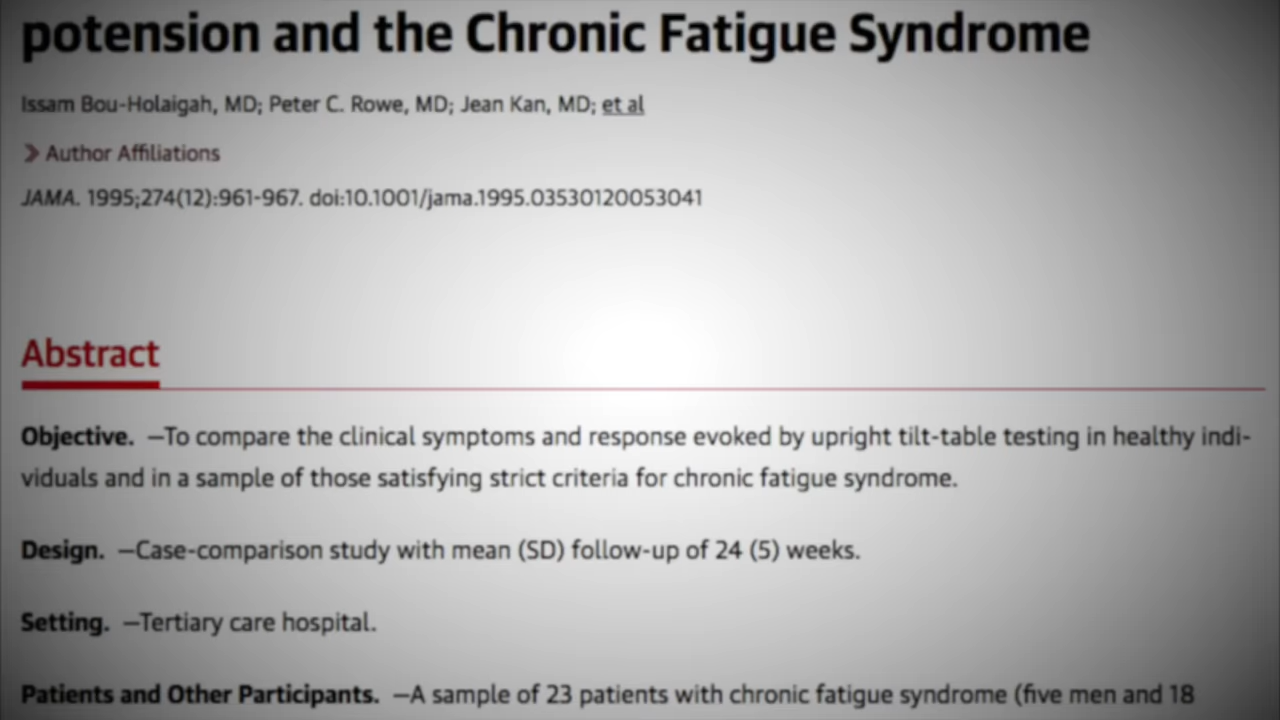 potension and the Chronic Fatigue Syndrome
Issam Bou-Holaigah, MD; Peter C. Rowe, MD; Jean Kan, MD; et al
Author Affiliations
JAMA. 1995;274(12):961-967. doi:10.1001/jama.1995.03530120053041
Abstract
Objective. —To compare the clinical symptoms and response evoked by upright tilt-table testing in healthy indi-
viduals and in a sample of those satisfying strict criteria for chronic fatigue syndrome.
Design. —Case-comparison study with mean (SD) follow-up of 24 (5) weeks.
Setting. —Tertiary care hospital.
Patients and Other Participants. —A sample of 23 patients with chronic fatigue syndrome (five men and 18